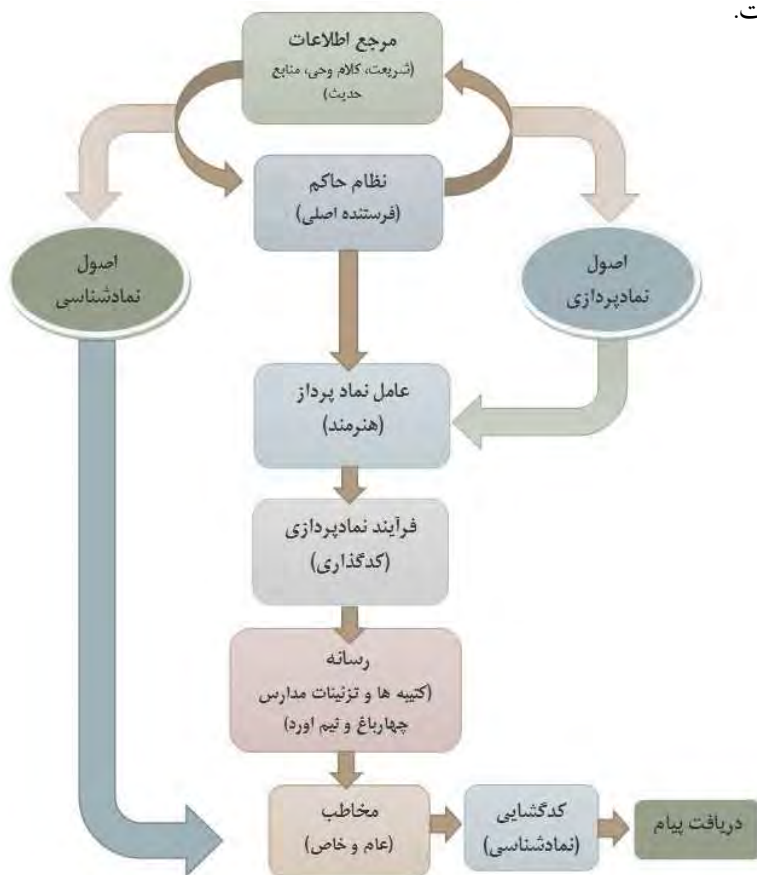 ت.
مرجع اطلاعات
(شریعت، کلام وحی، منابع
حدیث)
نظام حاکم
(فرستنده اصلی)
اصول
نمادپردازی
اصول
نمادشناسی
عامل نماد پرداز
(هنرمند)
فرآیند نمادپردازی
(کدگذاری)
رسانه
(کتیبه ها و تزئینات مدارس
چهارباغ و نیم اورد)
مخاطب
(عام و خاص)
کدگشایی
(نمادشناسی)
دریافت پیام